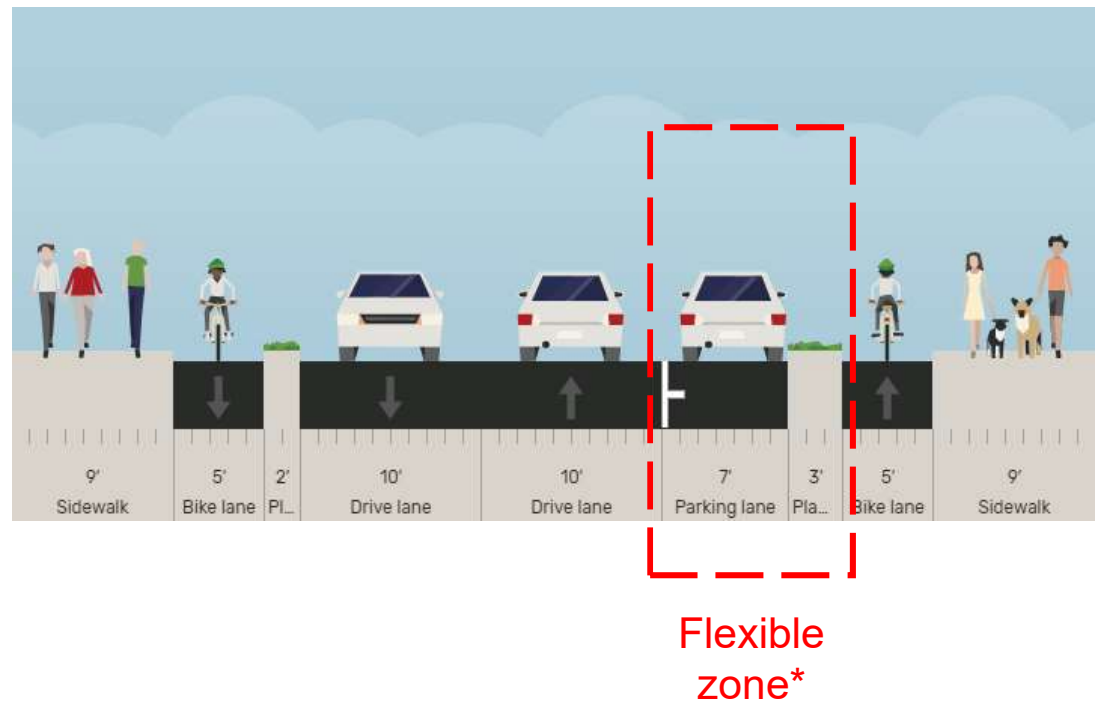 9' 5' 2' 10' 10' 7' 3' 5' 9'
Sidewalk Bike lane Pl... Drive lane Drive lane Parking lane Pla... Bike lane Sidewalk
Flexible
zone*